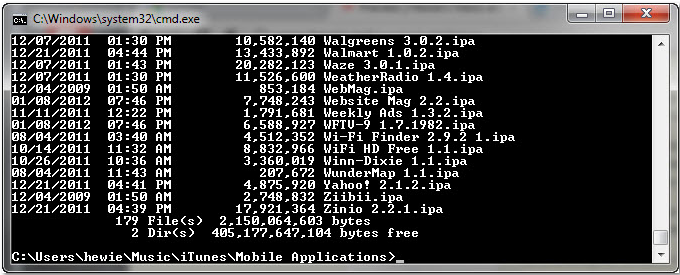 C:\Windows\system32\cmd.exe
12/07/2011  01:30 PM        10,582,140 Walgreens 3.0.2.ipa
12/21/2011  04:44 PM        13,433,892 Walmart 1.0.2.ipa
12/07/2011  01:43 PM        20,282,123 Waze 3.0.1.ipa
12/07/2011  01:30 PM        11,526,600 WeatherRadio 1.4.ipa
12/04/2009  01:50 AM           853,184 WebMag.ipa
01/08/2012  07:46 PM         7,748,243 Website Mag 2.2.ipa
11/11/2011  12:22 PM         1,791,681 Weekly Ads 1.3.2.ipa
01/08/2012  07:46 PM         6,588,927 WFTV-9 1.7.1982.ipa
08/04/2011  03:40 AM         4,512,352 Wi-Fi Finder 2.9.2 1.ipa
10/14/2011  11:32 AM         8,832,966 WiFi HD Free 1.1.ipa
10/26/2011  10:36 AM         3,360,019 Winn-Dixie 1.1.ipa
08/04/2011  11:43 AM           207,672 WunderMap 1.1.ipa
12/21/2011  04:41 PM         4,875,920 Yahoo! 2.1.2.ipa
12/04/2009  01:50 AM         2,748,832 Ziibii.ipa
12/21/2011  04:39 PM        17,921,364 Zinio 2.2.1.ipa
             179 File(s)  2,150,064,603 bytes
               2 Dir(s)  405,177,647,104 bytes free
C:\Users\hewie\Music\iTunes\Mobile Applications>_